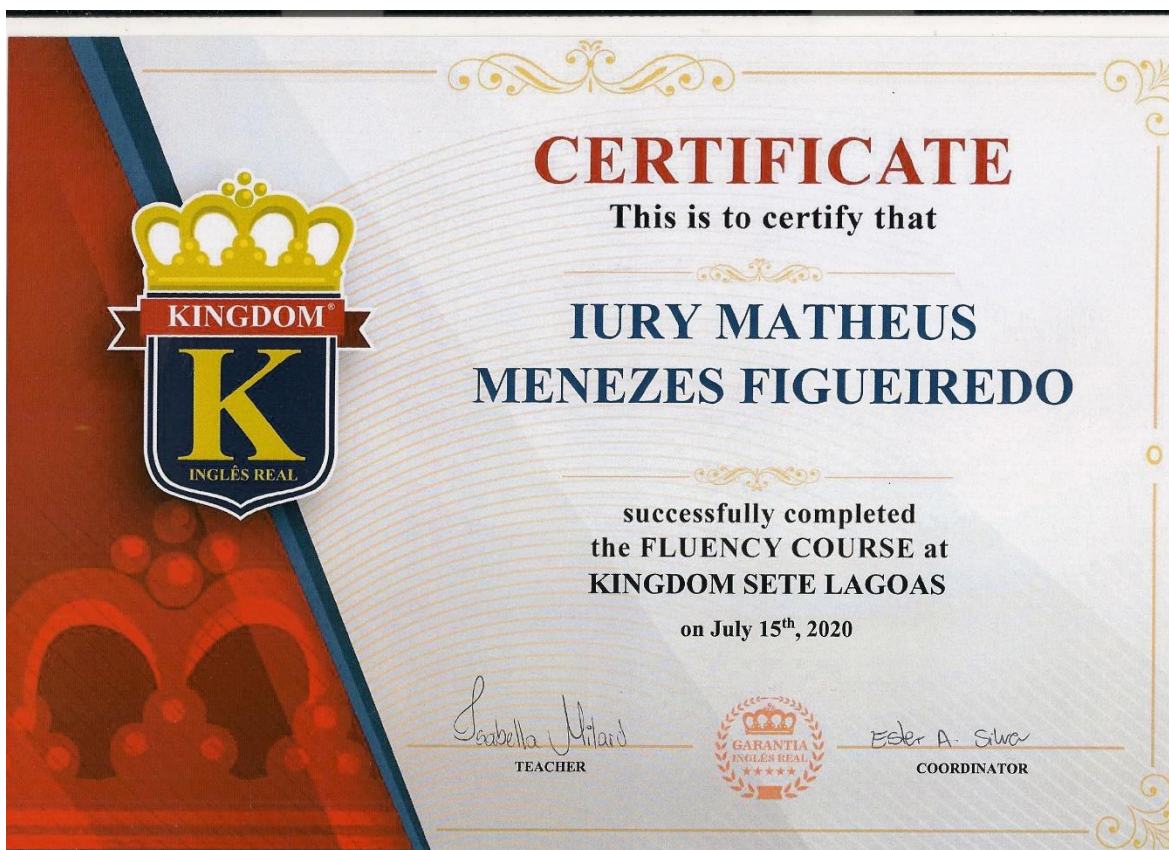 CERTIFICATE
This is to certify that
IURY MATHEUS
MENEZES FIGUEIREDO
successfully completed
the FLUENCY COURSE at
KINGDOM SETE LAGOAS
on July 15th, 2020
KINGDOM®
K
INGLÊS REAL
Isabella Milard
TEACHER
GARANTIA
INGLÊS REAL
Ester A. Silva
COORDINATOR